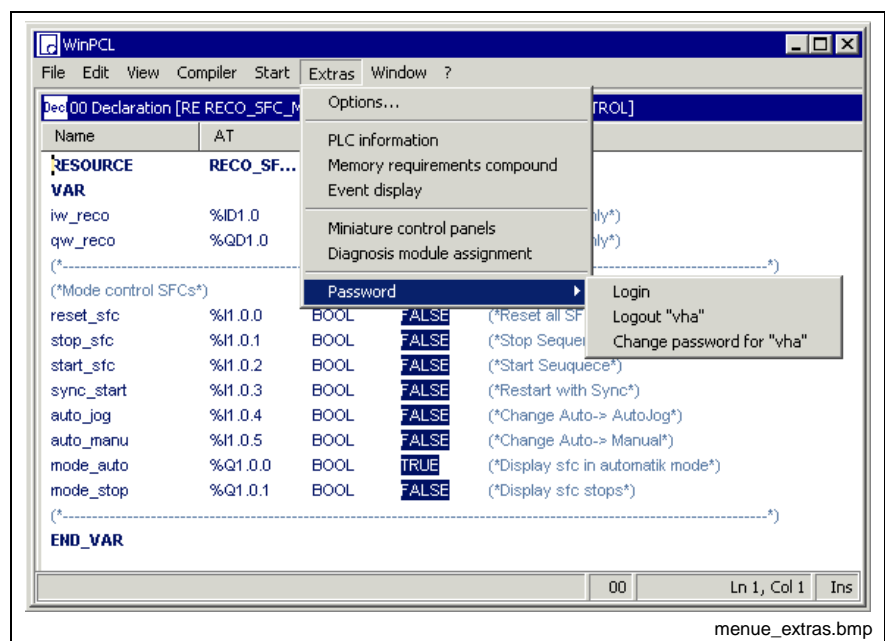 WinPCL
File Edit View Compiler Start Extras Window ?
Decl 00 Declaration [RE RECO_SFC_M TROL]
Options...
Name AT
PLC information
RESOURCE RECO_SF... Memory requirements compound
VAR Event display
iw_reco %ID1.0 nly*)
Miniature control panels
qw_reco %QD1.0 nly*)
Diagnosis module assignment
(*----------------------------------------------------------------*)
(*Mode control SFCs*) Password Login
reset_sfc %I1.0.0 BOOL FALSE (*Reset all SF Logout "vha"
stop_sfc %I1.0.1 BOOL FALSE (*Stop Sequen Change password for "vha"
start_sfc %I1.0.2 BOOL FALSE (*Start Seuquece*)
sync_start %I1.0.3 BOOL FALSE (*Restart with Sync*)
auto_jog %I1.0.4 BOOL FALSE (*Change Auto-> AutoJog*)
auto_manu %I1.0.5 BOOL FALSE (*Change Auto-> Manual*)
mode_auto %Q1.0.0 BOOL TRUE (*Display sfc in automatik mode*)
mode_stop %Q1.0.1 BOOL FALSE (*Display sfc stops*)
(*----------------------------------------------------------------*)
END_VAR
00 Ln 1, Col 1 Ins
menue_extras.bmp